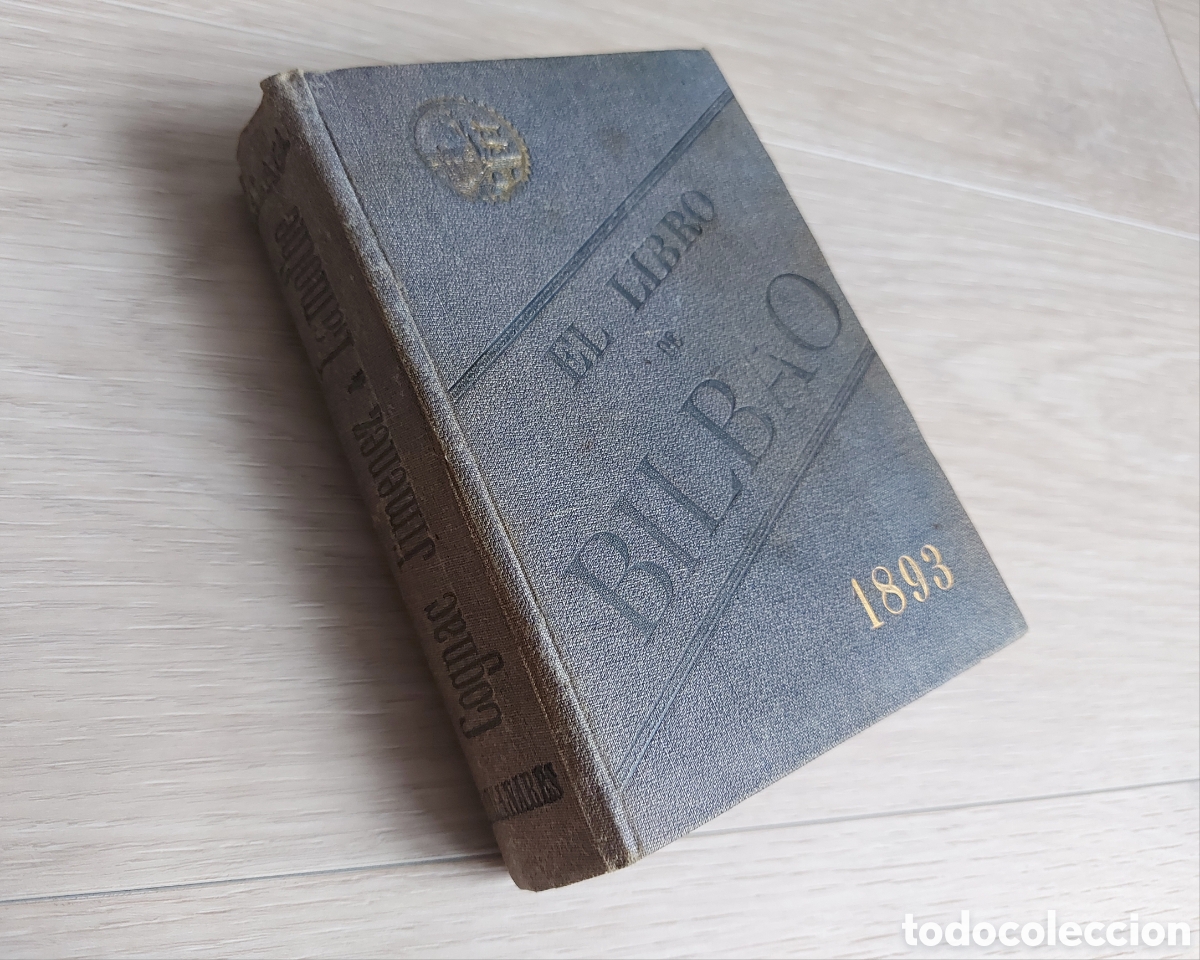 EL LIBRO
DE
BILBAO
1893
Cognac Jimenez & Lamothe
todocoleccion